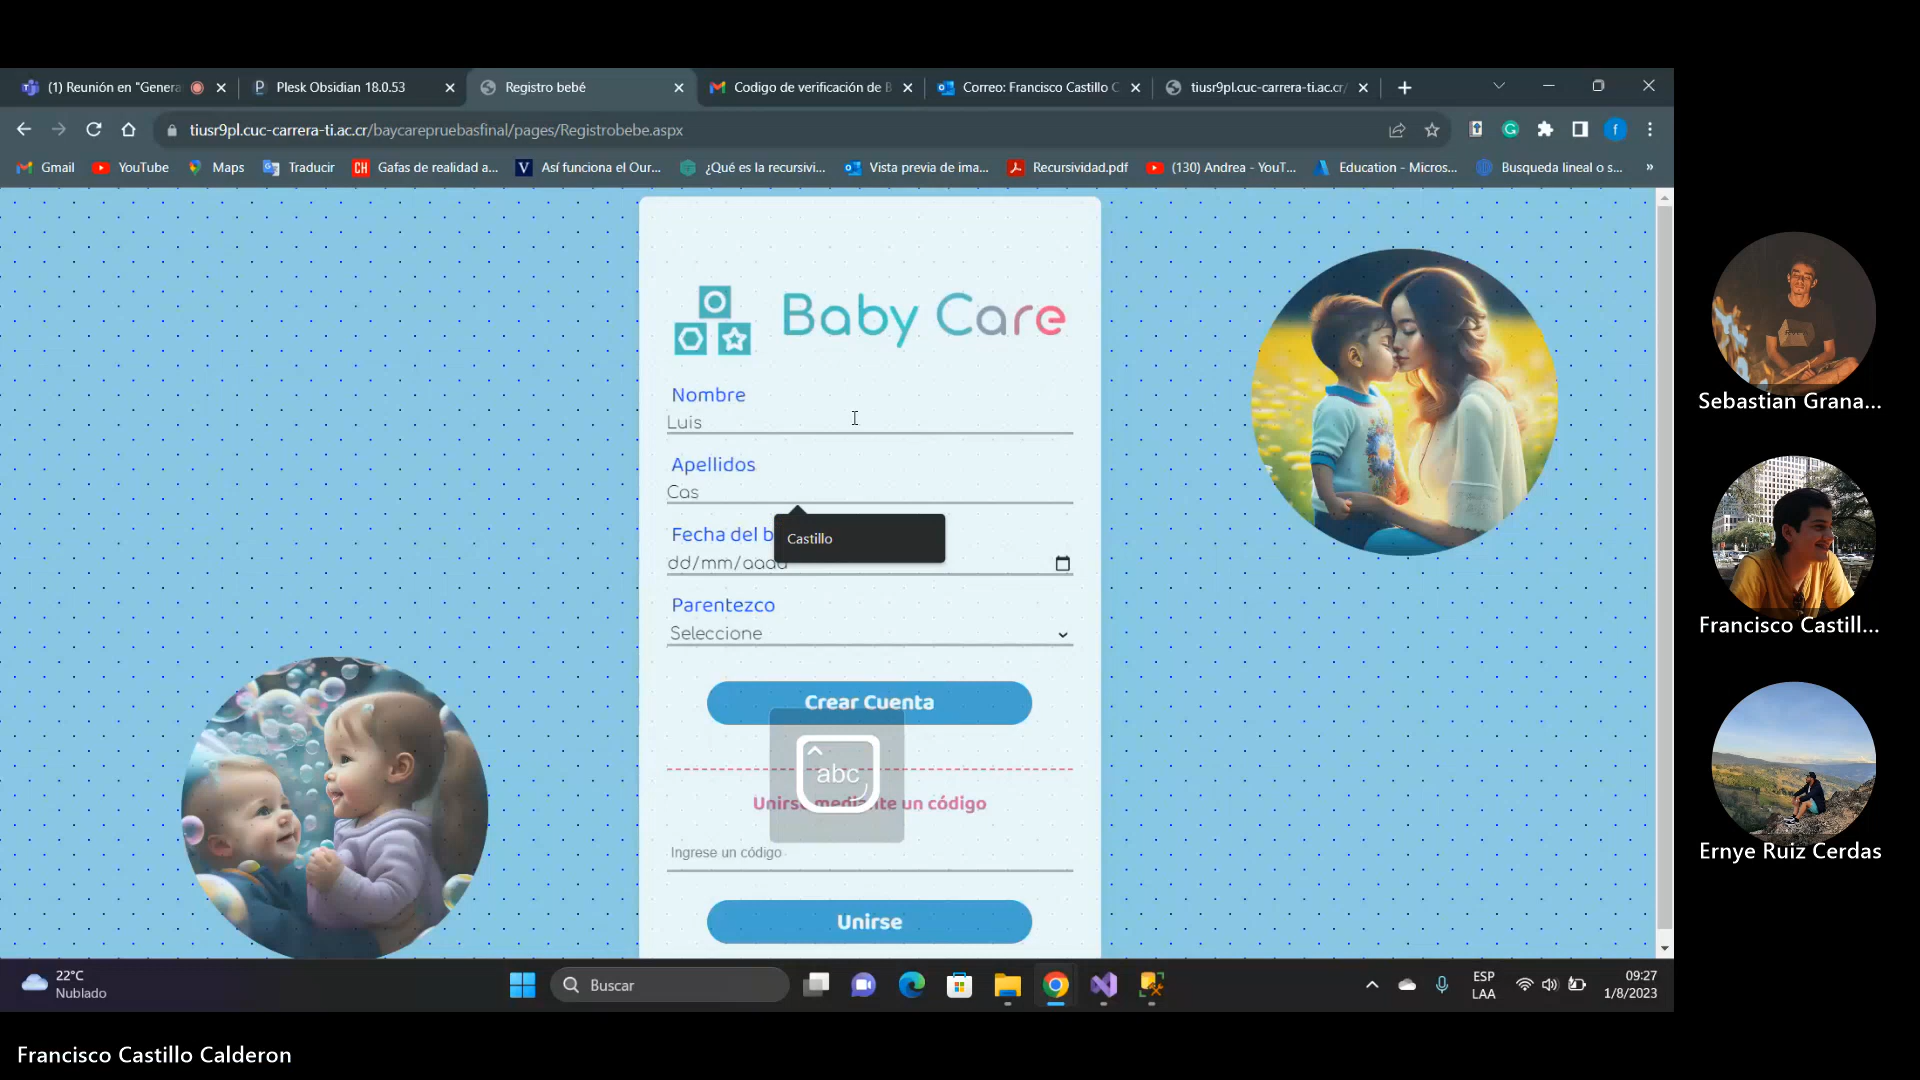 (1) Reunión en "Genera
Plesk Obsidian 18.0.53
Registro bebé
Codigo de verificación de B
Correo: Francisco Castillo C
tiusr9pl.cuc-carrera-ti.ac.cr/
tiusr9pl.cuc-carrera-ti.ac.cr/baycarepruebasfinal/pages/Registrobebe.aspx
Gmail
YouTube
Maps
Traducir
Gafas de realidad a...
Así funciona el Our...
¿Qué es la recursivi...
Vista previa de ima...
Recursividad.pdf
(130) Andrea - YouT...
Education - Micros...
Busqueda lineal o s...
Baby Care
Nombre
Luis
Apellidos
Cas
Castillo
Fecha del b
dd/mm/aaaa
Parentezco
Seleccione
Crear Cuenta
abc
Unirse mediante un código
Ingrese un código
Unirse
Sebastian Grana...
Francisco Castill...
Ernye Ruiz Cerdas
22°C
Nublado
Buscar
ESP
LAA
09:27
1/8/2023
Francisco Castillo Calderon